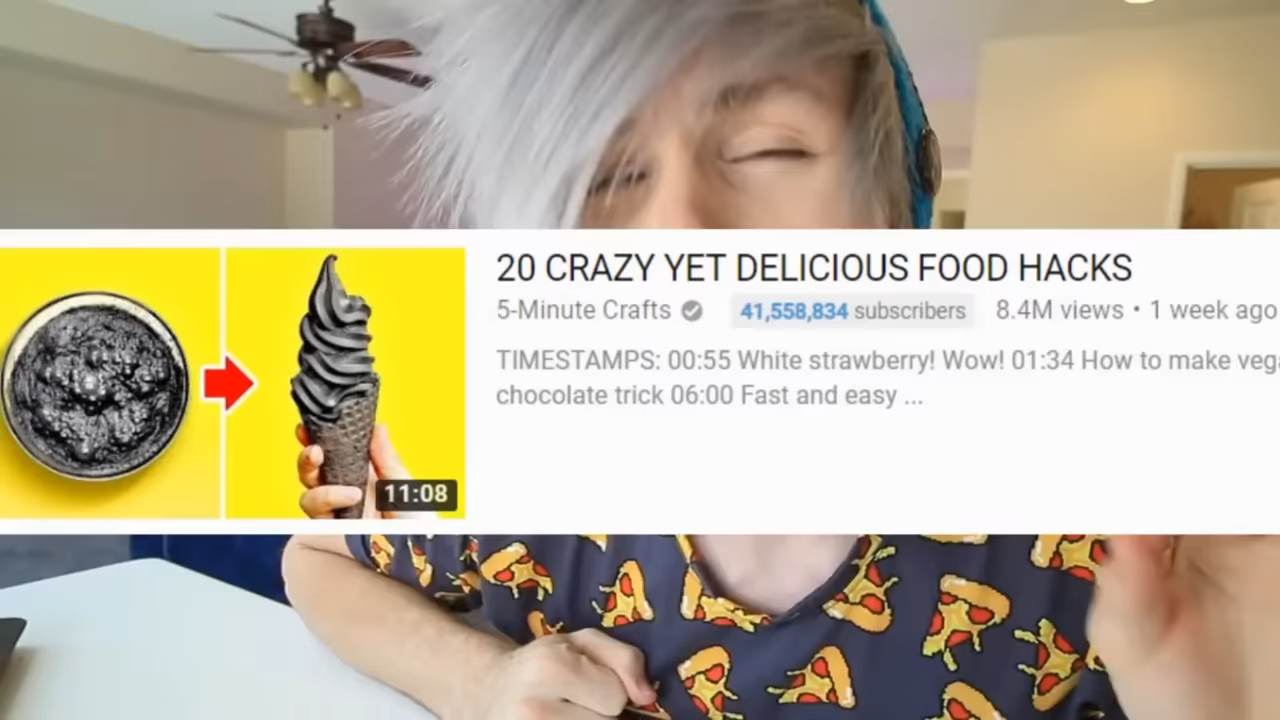 20 CRAZY YET DELICIOUS FOOD HACKS
5-Minute Crafts 41,558,834 subscribers 8.4M views • 1 week ago
TIMESTAMPS: 00:55 White strawberry! Wow! 01:34 How to make vega
chocolate trick 06:00 Fast and easy ...
11:08